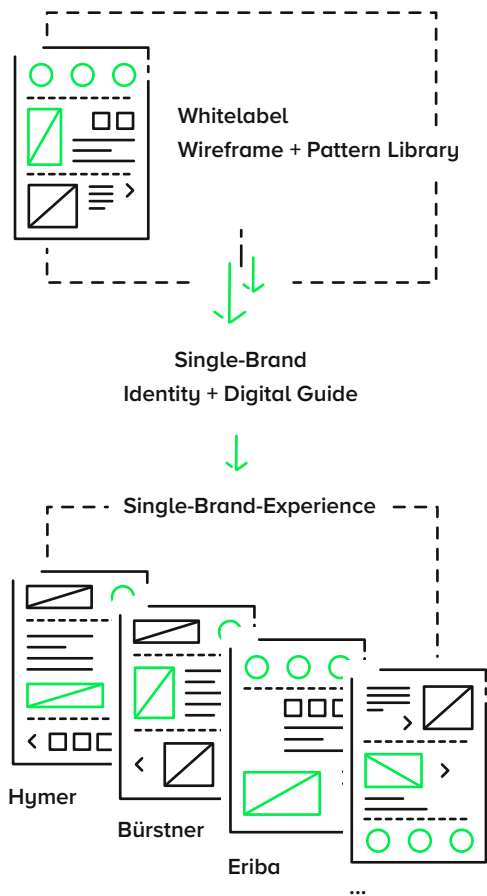 Whitelabel
Wireframe + Pattern Library
Single-Brand
Identity + Digital Guide
Single-Brand-Experience
Hymer
Bürstner
Eriba
...